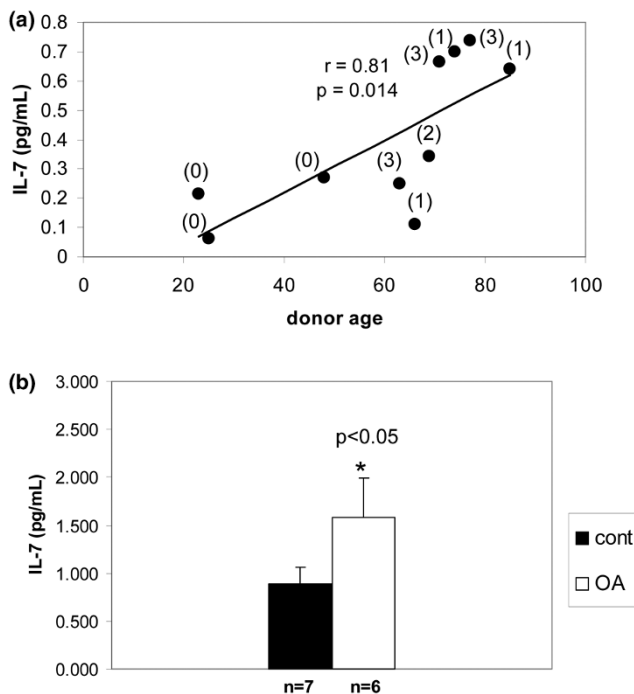 (a)
0.8
0.7
0.6
0.5
0.4
0.3
0.2
0.1
0
IL-7 (pg/mL)
r = 0.81
p = 0.014
(0)
(0)
(0)
(3)
(1)
(2)
(3)
(1)
(3)
(1)
0
20
40
60
80
100
donor age
(b)
3.000
2.500
2.000
1.500
1.000
0.500
0.000
IL-7 (pg/mL)
p<0.05
*
n=7
n=6
cont
OA